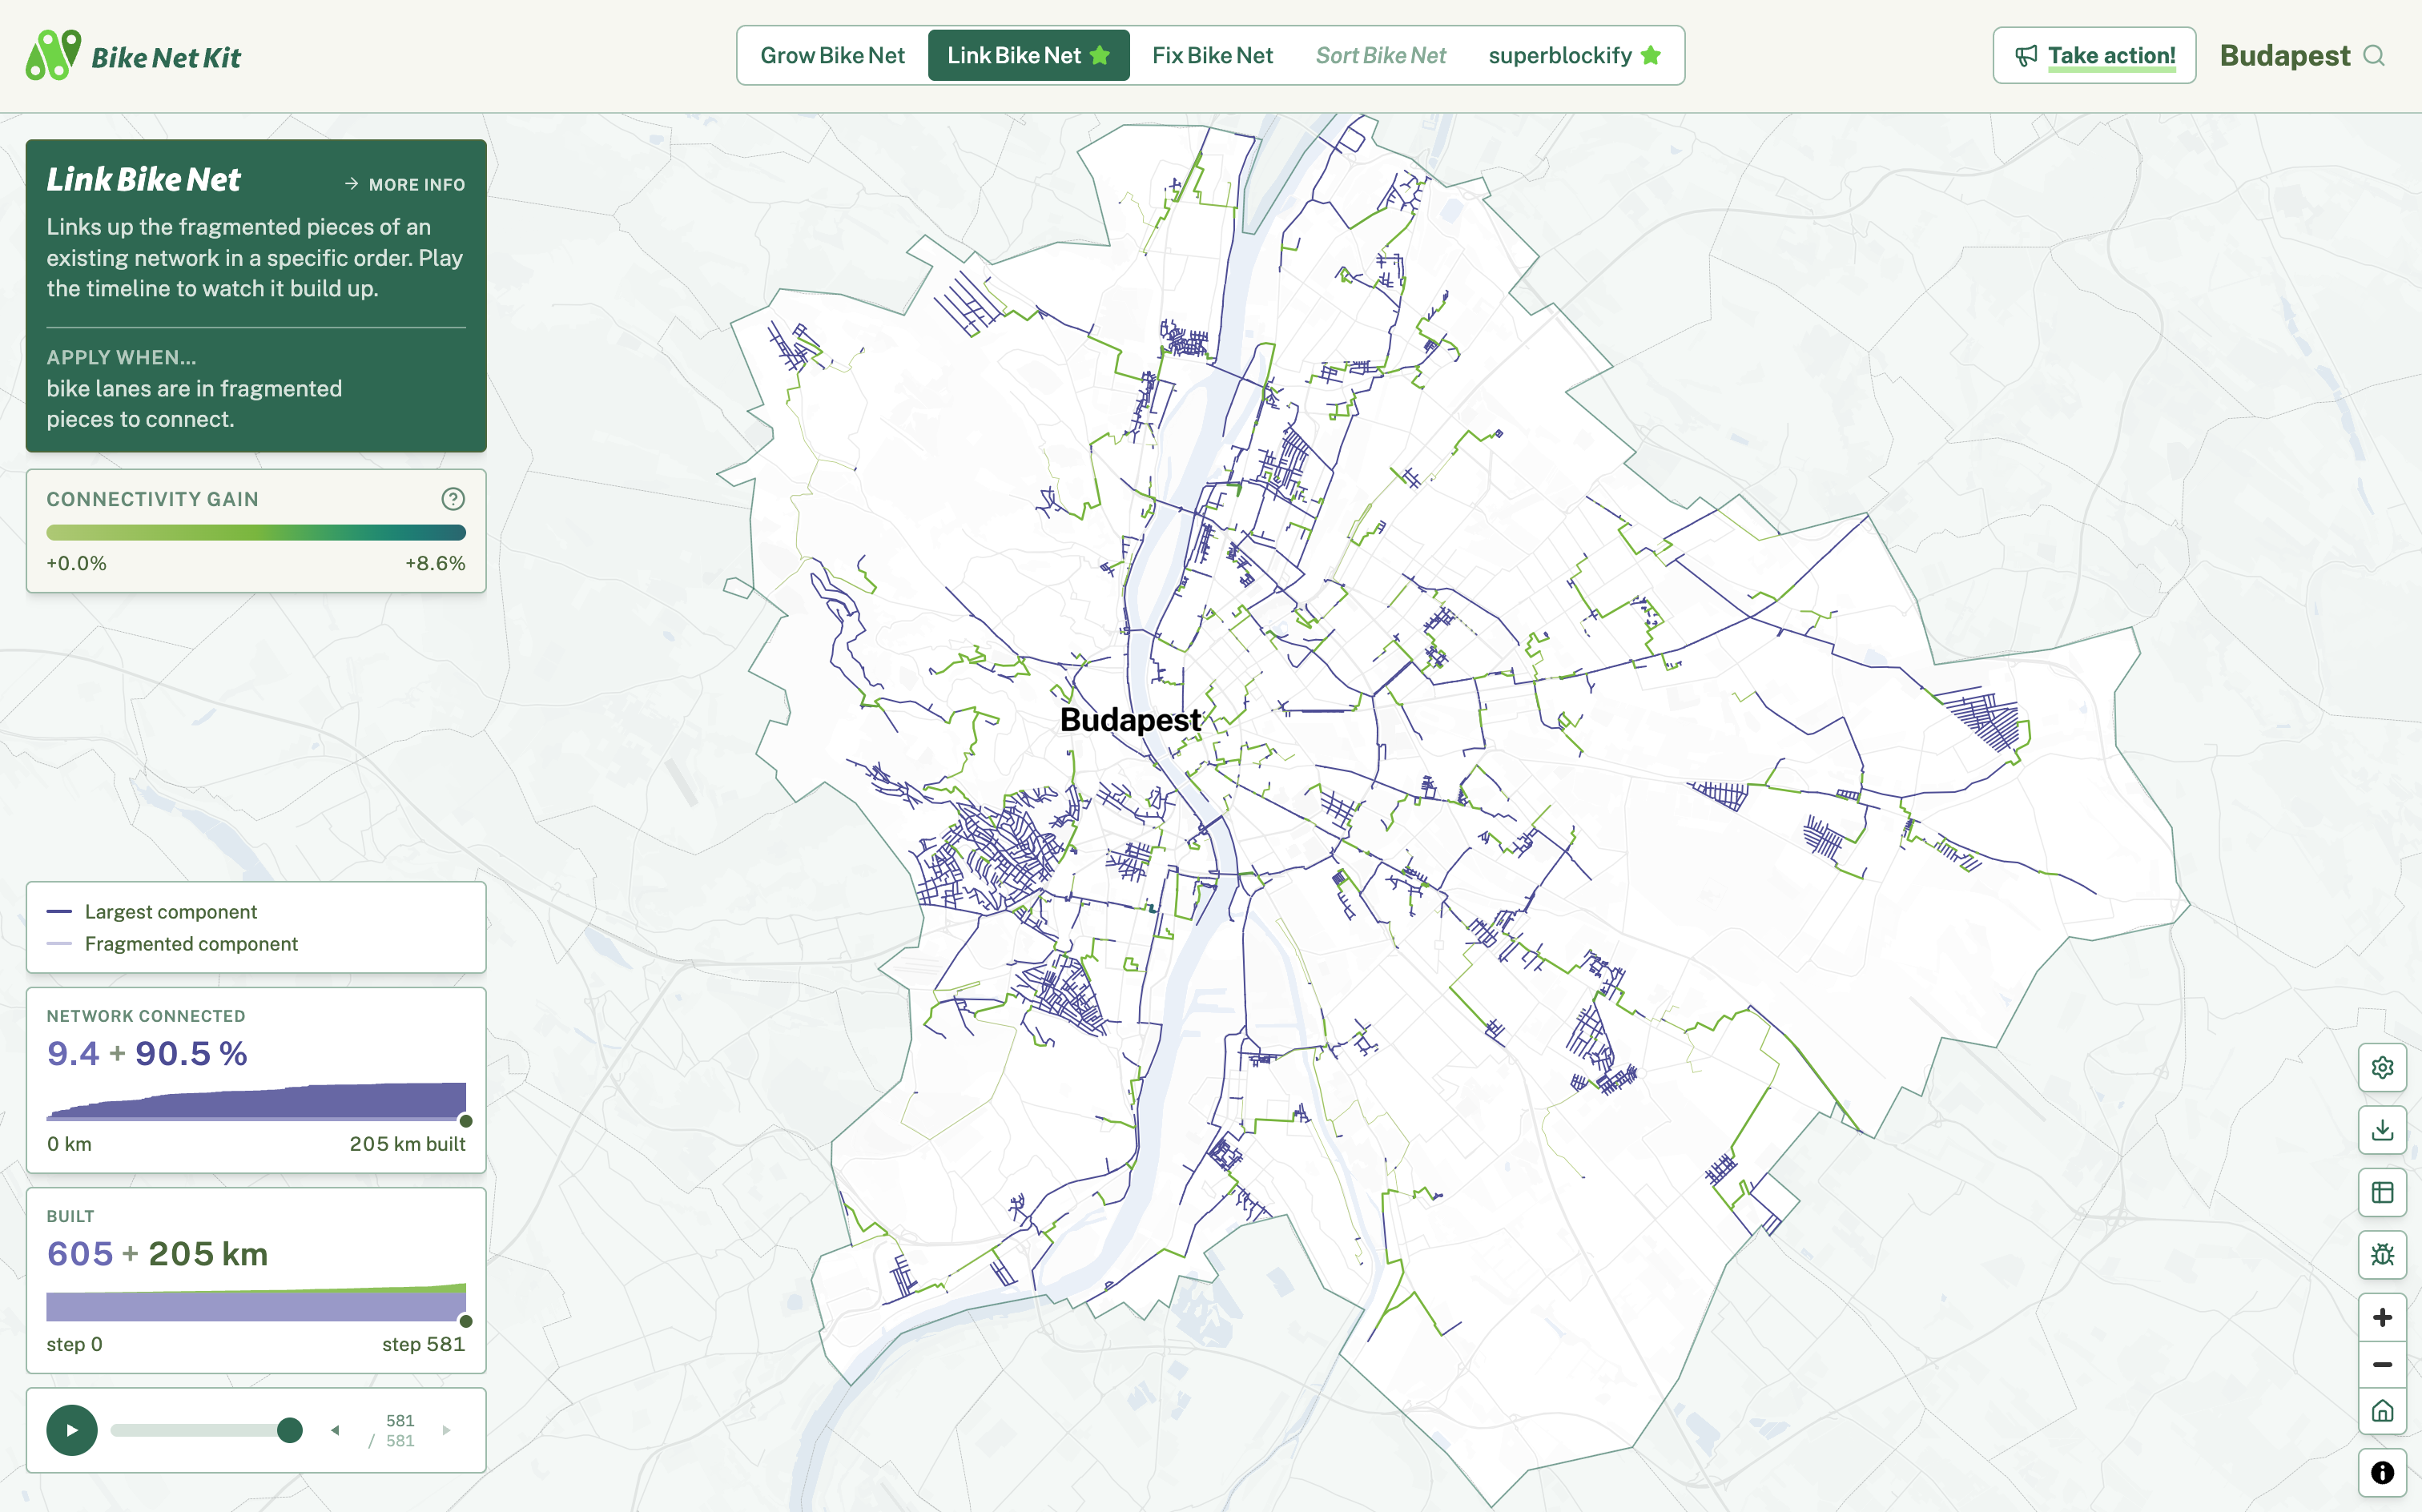 Bike Net Kit
Grow Bike Net
Link Bike Net
Fix Bike Net
Sort Bike Net
superblockify
Take action!
Budapest
Link Bike Net
→ MORE INFO
Links up the fragmented pieces of an
existing network in a specific order. Play
the timeline to watch it build up.
APPLY WHEN...
bike lanes are in fragmented
pieces to connect.
CONNECTIVITY GAIN
+0.0%
+8.6%
Budapest
Largest component
Fragmented component
NETWORK CONNECTED
9.4 + 90.5 %
0 km
205 km built
BUILT
605 + 205 km
step 0
step 581
581
/ 581